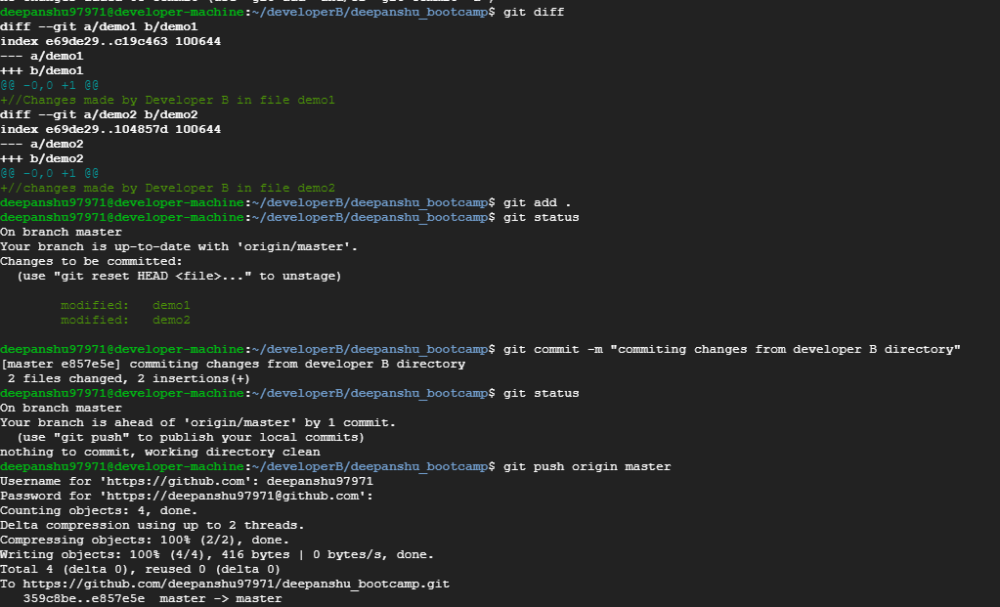 deepanshu97971@developer-machine:~/developerB/deepanshu_bootcamp$ git diff
diff --git a/demo1 b/demo1
index e69de29..c19c463 100644
--- a/demo1
+++ b/demo1
@@ -0,0 +1 @@
+//Changes made by Developer B in file demo1
diff --git a/demo2 b/demo2
index e69de29..104857d 100644
--- a/demo2
+++ b/demo2
@@ -0,0 +1 @@
+//changes made by Developer B in file demo2
deepanshu97971@developer-machine:~/developerB/deepanshu_bootcamp$ git add .
deepanshu97971@developer-machine:~/developerB/deepanshu_bootcamp$ git status
On branch master
Your branch is up-to-date with 'origin/master'.
Changes to be committed:
  (use "git reset HEAD <file>..." to unstage)
        modified:   demo1
        modified:   demo2
deepanshu97971@developer-machine:~/developerB/deepanshu_bootcamp$ git commit -m "commiting changes from developer B directory"
[master e857e5e] commiting changes from developer B directory
 2 files changed, 2 insertions(+)
deepanshu97971@developer-machine:~/developerB/deepanshu_bootcamp$ git status
On branch master
Your branch is ahead of 'origin/master' by 1 commit.
  (use "git push" to publish your local commits)
nothing to commit, working directory clean
deepanshu97971@developer-machine:~/developerB/deepanshu_bootcamp$ git push origin master
Username for 'https://github.com': deepanshu97971
Password for 'https://deepanshu97971@github.com':
Counting objects: 4, done.
Delta compression using up to 2 threads.
Compressing objects: 100% (2/2), done.
Writing objects: 100% (4/4), 416 bytes | 0 bytes/s, done.
Total 4 (delta 0), reused 0 (delta 0)
To https://github.com/deepanshu97971/deepanshu_bootcamp.git
   359c8be..e857e5e  master -> master